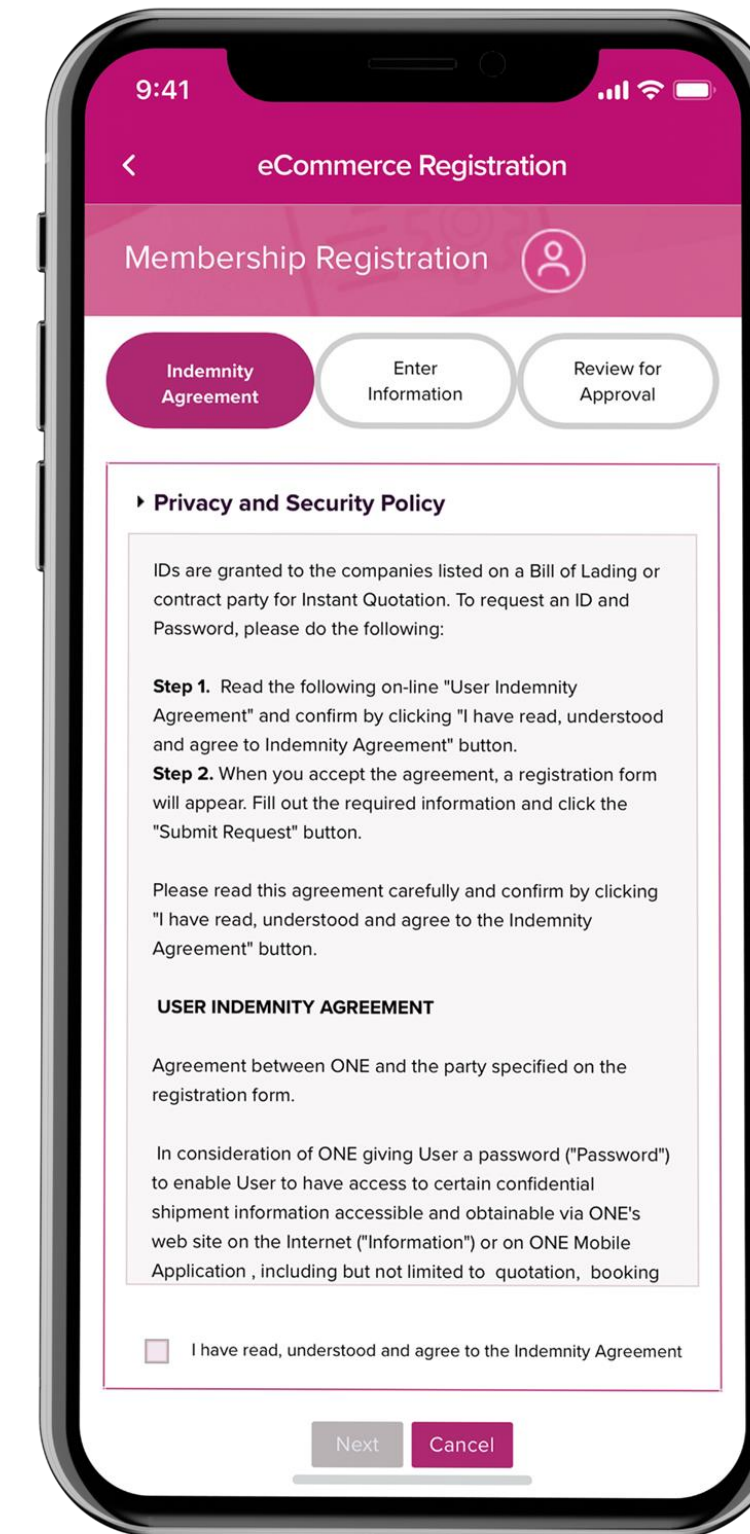 9:41
eCommerce Registration
Membership Registration
Indemnity
Agreement
Enter
Information
Review for
Approval
Privacy and Security Policy
IDs are granted to the companies listed on a Bill of Lading or
contract party for Instant Quotation. To request an ID and
Password, please do the following:
Step 1. Read the following on-line "User Indemnity
Agreement" and confirm by clicking "I have read, understood
and agree to Indemnity Agreement" button.
Step 2. When you accept the agreement, a registration form
will appear. Fill out the required information and click the
"Submit Request" button.
Please read this agreement carefully and confirm by clicking
"I have read, understood and agree to the Indemnity
Agreement" button.
USER INDEMNITY AGREEMENT
Agreement between ONE and the party specified on the
registration form.
In consideration of ONE giving User a password ("Password")
to enable User to have access to certain confidential
shipment information accessible and obtainable via ONE's
web site on the Internet ("Information") or on ONE Mobile
Application , including but not limited to quotation, booking
I have read, understood and agree to the Indemnity Agreement
Next
Cancel